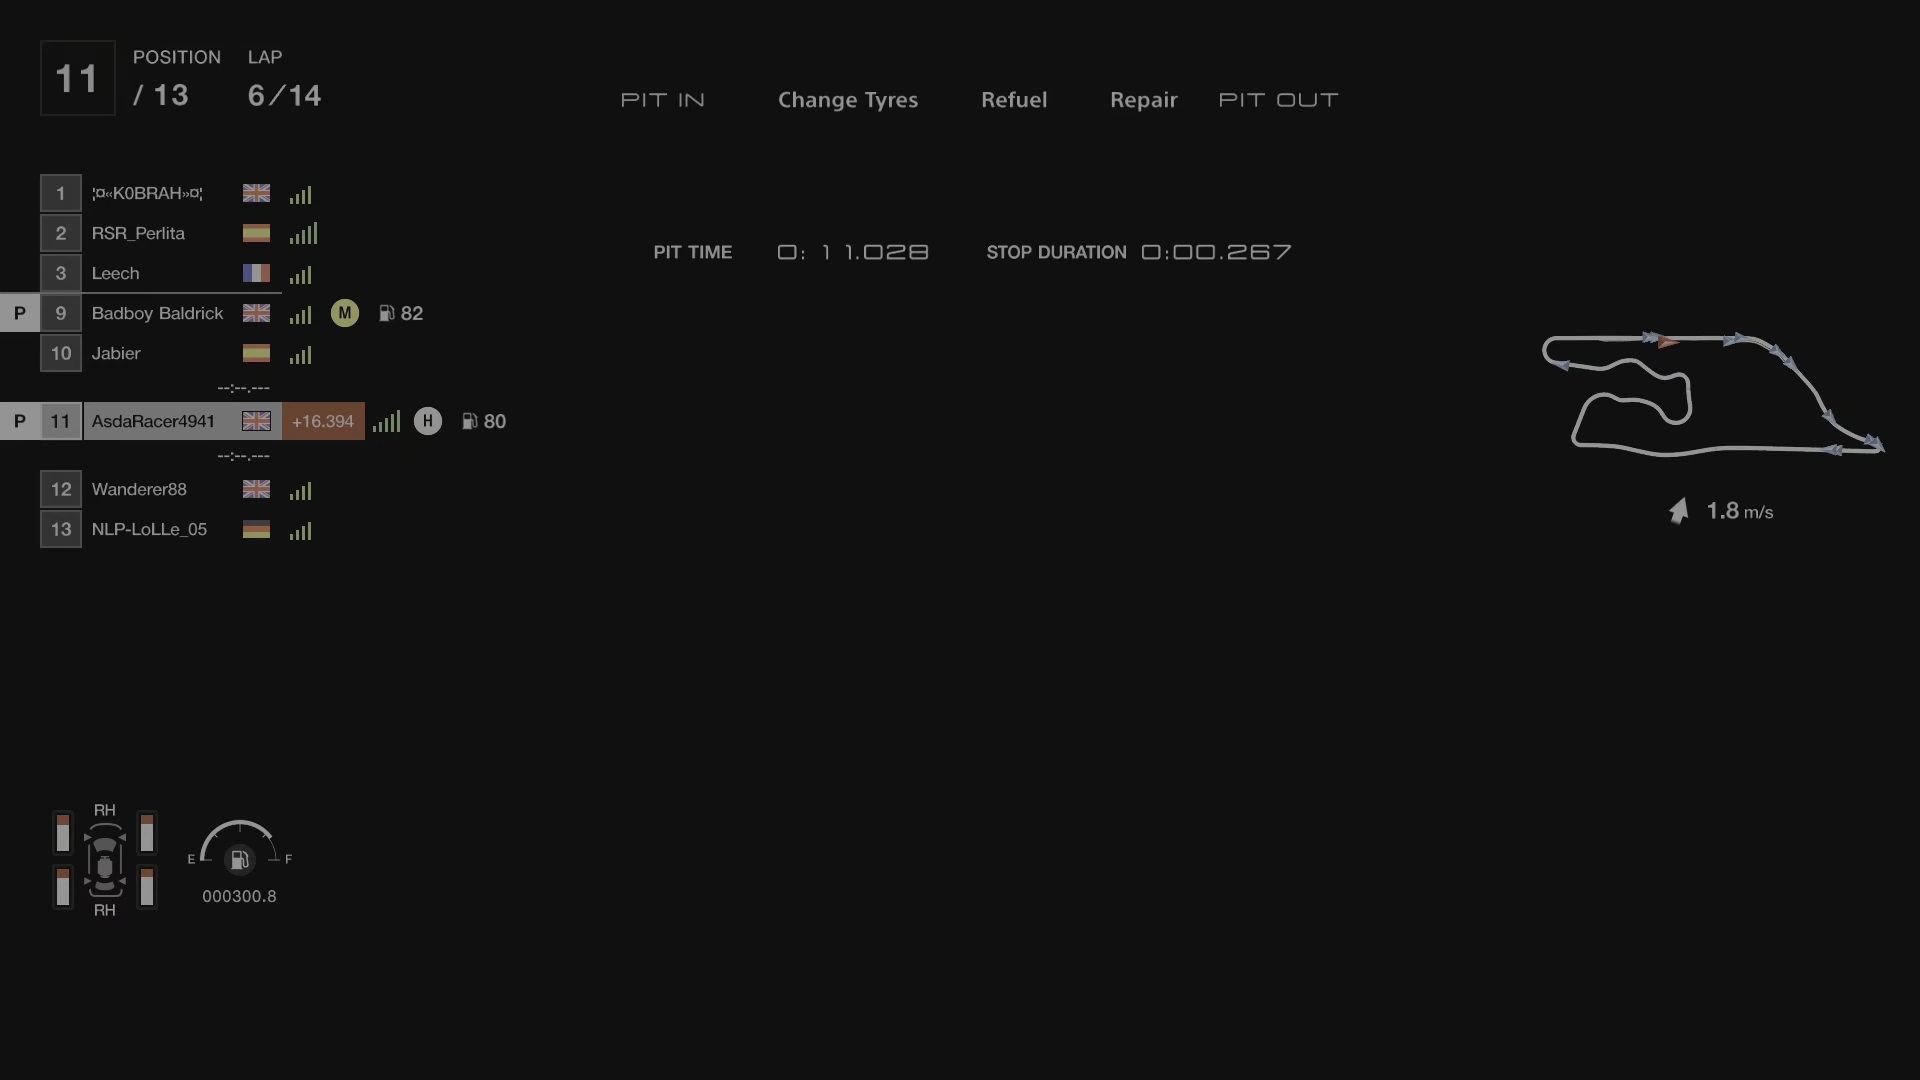 11
POSITION
/ 13
LAP
6/14
PIT IN
Change Tyres
Refuel
Repair
PIT OUT
PIT TIME 0:11.028
STOP DURATION 0:00.267
1 ¦¤«K0BRAH»¤¦
2 RSR_Perlita
3 Leech
P 9 Badboy Baldrick M 82
10 Jabier
--:--.---
P 11 AsdaRacer4941 +16.394 H 80
--:--.---
12 Wanderer88
13 NLP-LoLLe_05
1.8 m/s
RH
RH
E F
000300.8